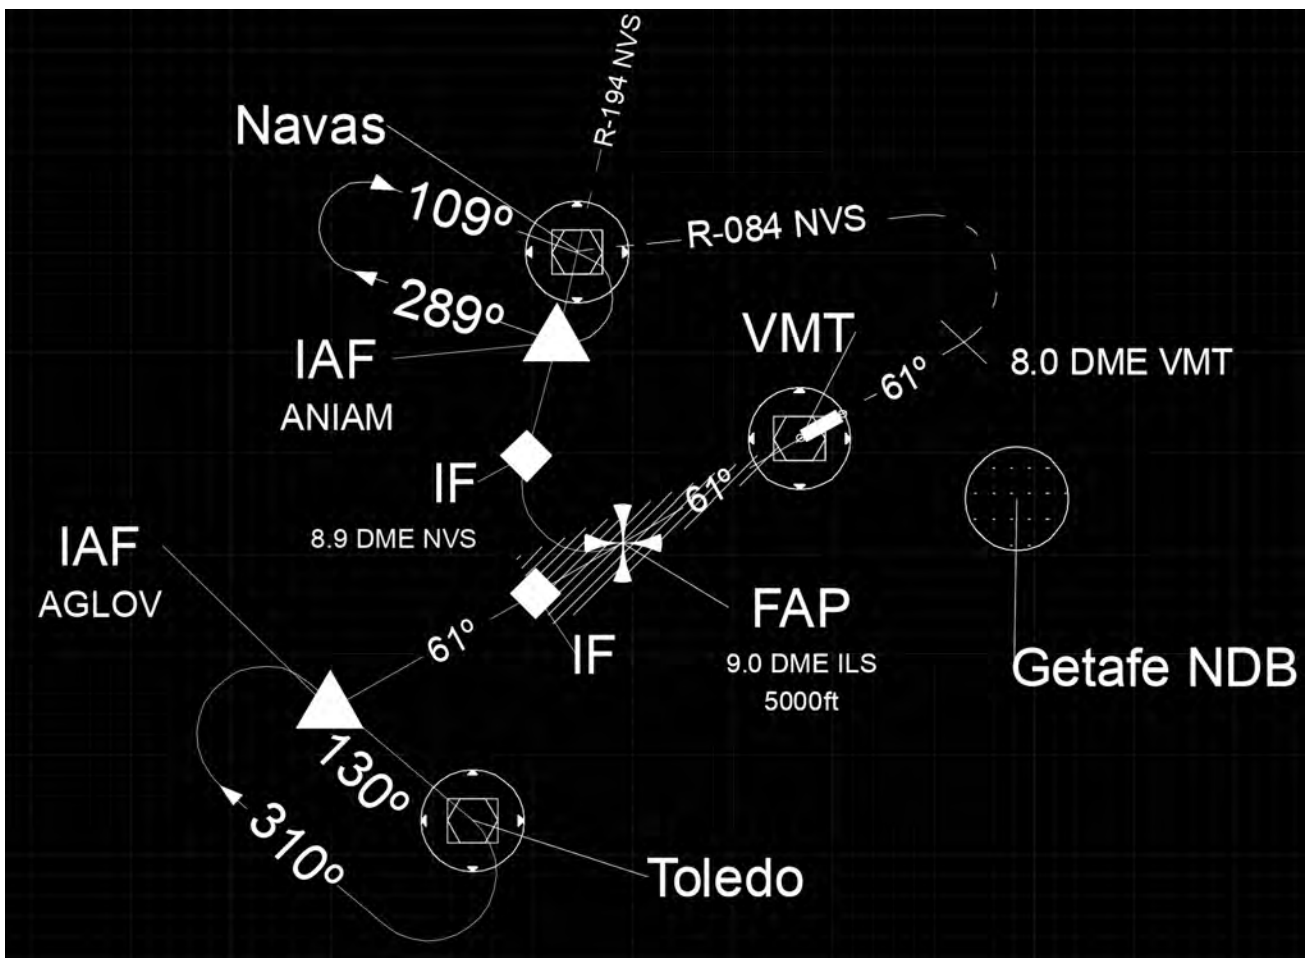 R-194 NVS
Navas
109º
R-084 NVS
289º
VMT
IAF
ANIAM
61º
8.0 DME VMT
IF
8.9 DME NVS
61º
IAF
AGLOV
FAP
9.0 DME ILS
5000ft
61º
IF
Getafe NDB
130º
310º
Toledo